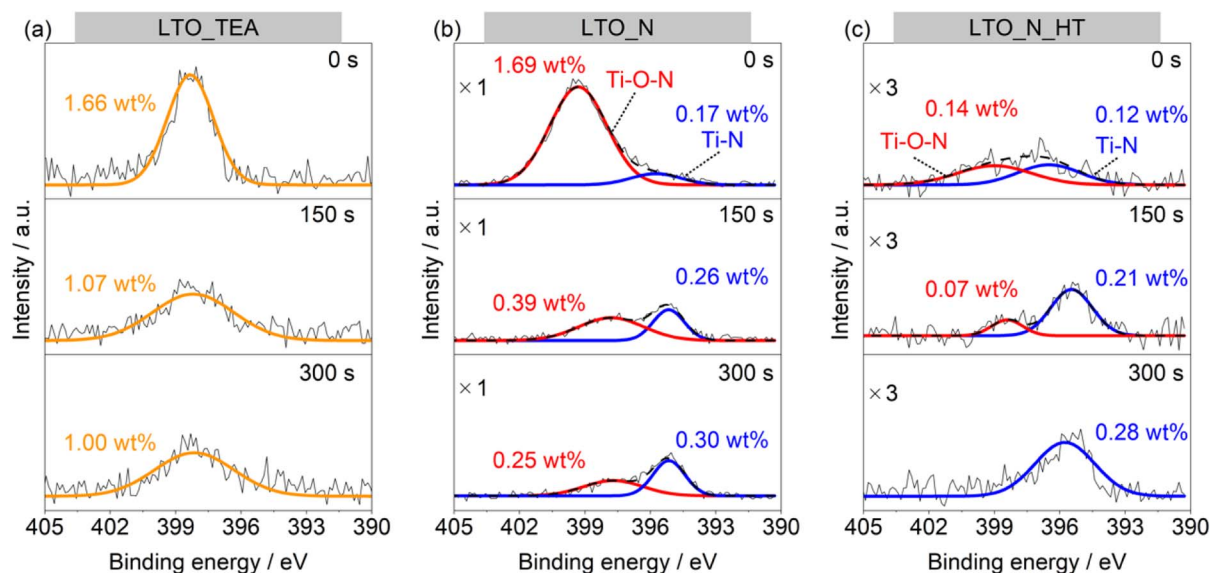 (a) LTO_TEA
0 s
1.66 wt%
150 s
1.07 wt%
300 s
1.00 wt%
Intensity / a.u.
405 402 399 396 393 390
Binding energy / eV
(b) LTO_N
0 s
× 1
1.69 wt%
Ti-O-N
0.17 wt%
Ti-N
150 s
× 1
0.39 wt%
0.26 wt%
300 s
× 1
0.25 wt%
0.30 wt%
Intensity / a.u.
405 402 399 396 393 390
Binding energy / eV
(c) LTO_N_HT
0 s
× 3
0.14 wt%
0.12 wt%
Ti-O-N
Ti-N
150 s
× 3
0.07 wt%
0.21 wt%
300 s
× 3
0.28 wt%
Intensity / a.u.
405 402 399 396 393 390
Binding energy / eV